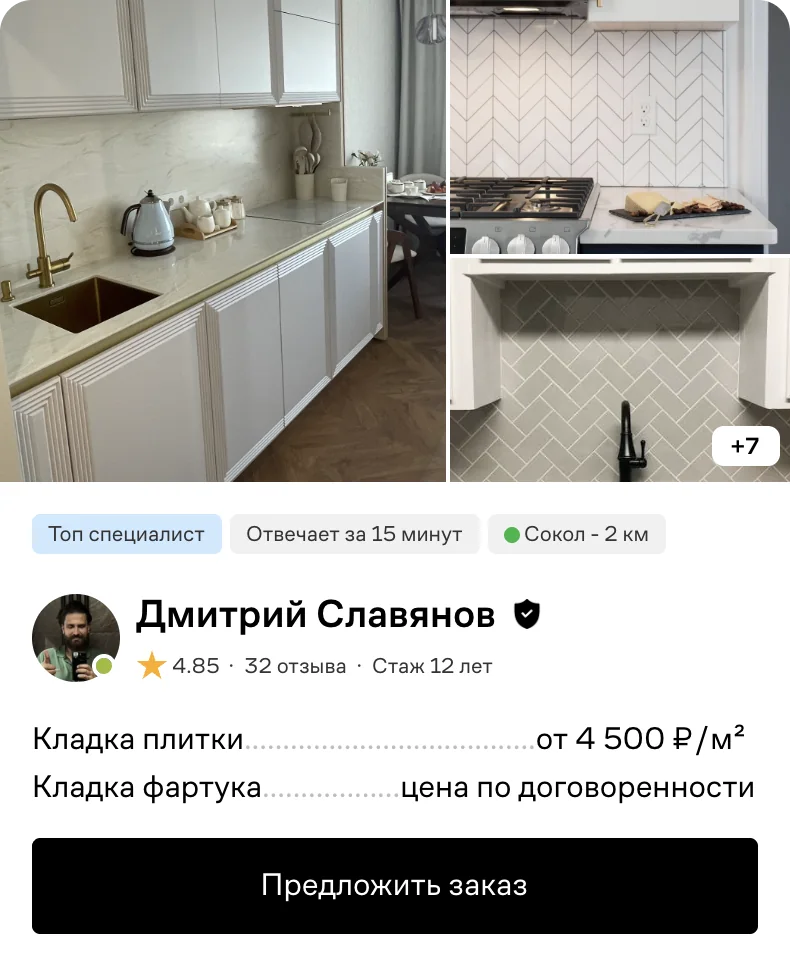 +7
Топ специалист
Отвечает за 15 минут
Сокол - 2 км
Дмитрий Славянов
4.85 · 32 отзыва · Стаж 12 лет
Кладка плитки.....................................от 4 500 ₽/м²
Кладка фартука..................цена по договоренности
Предложить заказ